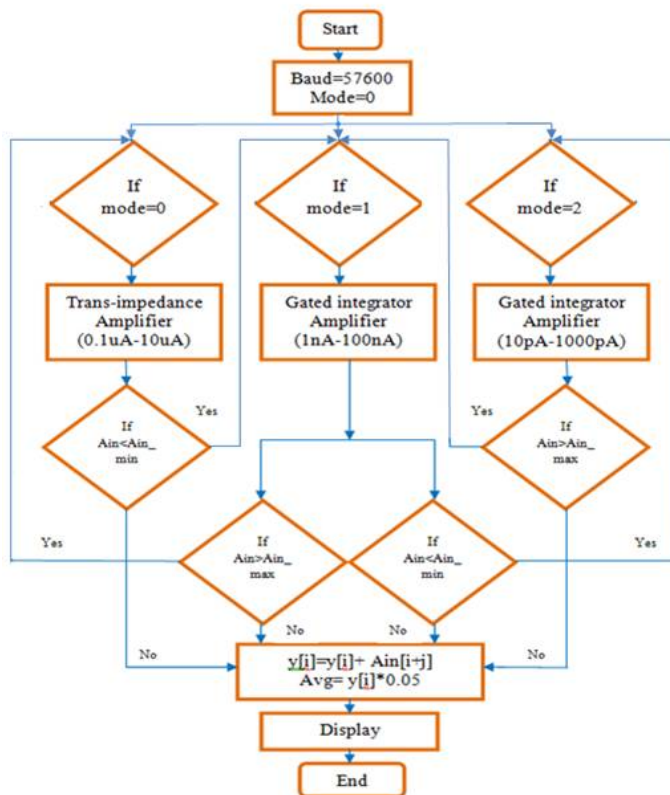 Start
Baud=57600
Mode=0
If
mode=0
If
mode=1
If
mode=2
Trans-impedance
Amplifier
(0.1uA-10uA)
Gated integrator
Amplifier
(1nA-100nA)
Gated integrator
Amplifier
(10pA-1000pA)
If
Ain<Ain_
min
Yes
Yes
If
Ain>Ain_
max
Yes
If
Ain>Ain_
max
If
Ain<Ain_
min
Yes
No
No
No
No
y[i]=y[i]+ Ain[i+j]
Avg= y[i]*0.05
Display
End